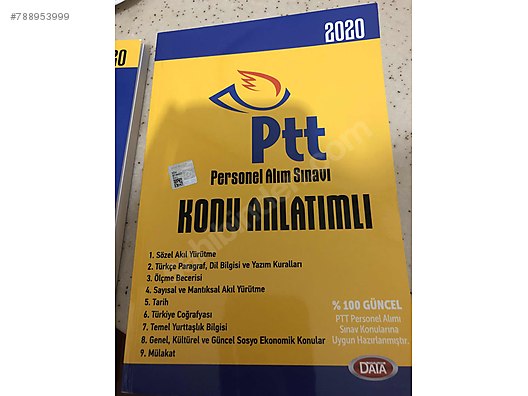 #788953999
2020
20
Ptt
Personel Alım Sınavı
KONU ANLATIMLI
1. Sözel Akıl Yürütme
2. Türkçe Paragraf, Dil Bilgisi ve Yazım Kuralları
3. Ölçme Becerisi
4. Sayısal ve Mantıksal Akıl Yürütme
5. Tarih
6. Türkiye Coğrafyası
7. Temel Yurttaşlık Bilgisi
8. Genel, Kültürel ve Güncel Sosyo Ekonomik Konular
9. Mülakat
% 100 GÜNCEL
PTT Personel Alımı
Sınav Konularına
Uygun Hazırlanmıştır.
DATA